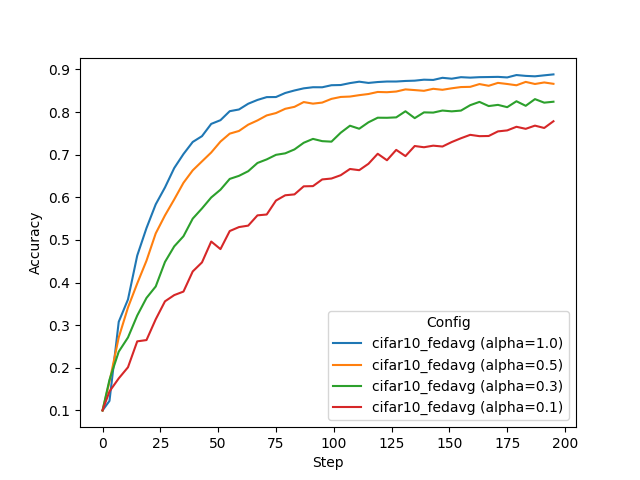 0.9
0.8
0.7
0.6
0.5
0.4
0.3
0.2
0.1
Accuracy
0
25
50
75
100
125
150
175
200
Step
Config
cifar10_fedavg (alpha=1.0)
cifar10_fedavg (alpha=0.5)
cifar10_fedavg (alpha=0.3)
cifar10_fedavg (alpha=0.1)